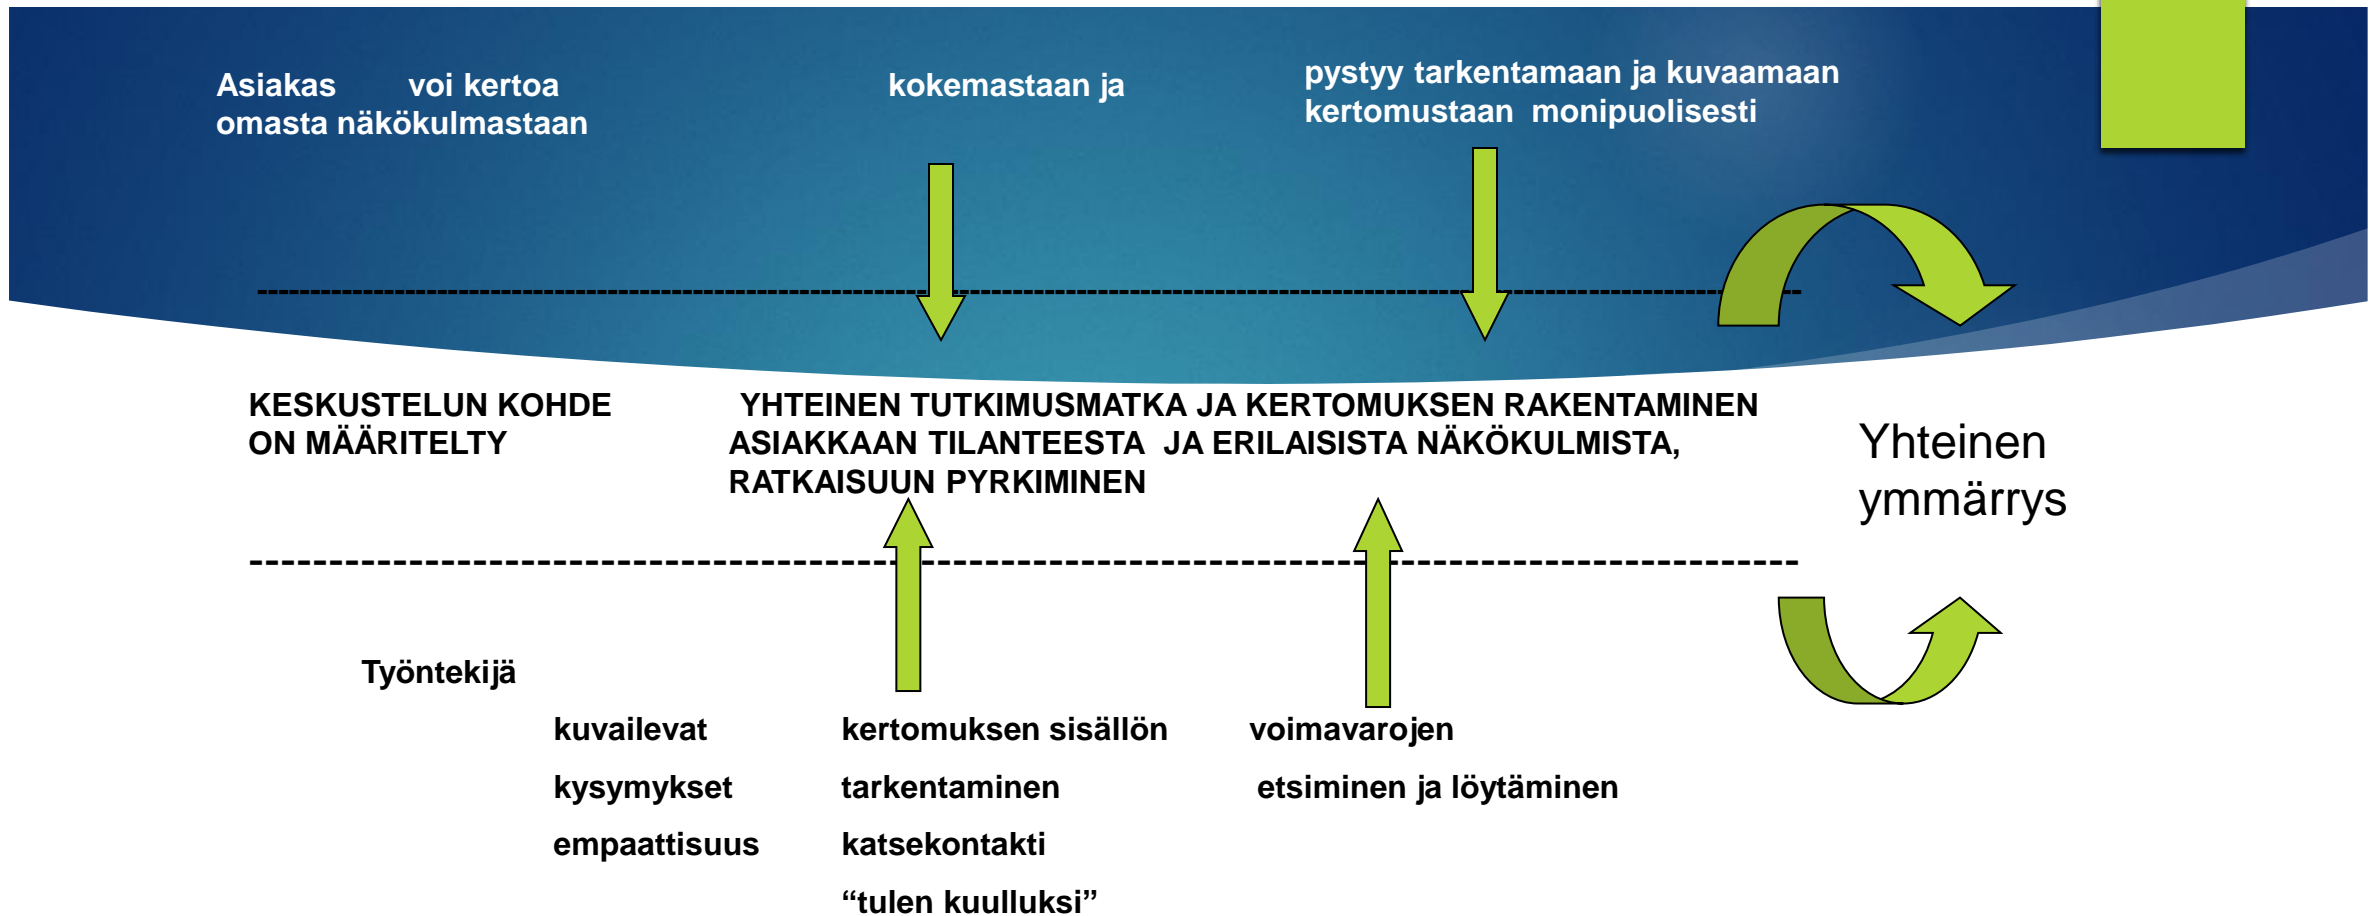 Asiakas voi kertoa kokemastaan ja
omasta näkökulmastaan
pystyy tarkentamaan ja kuvaamaan
kertomustaan monipuolisesti
KESKUSTELUN KOHDE
ON MÄÄRITELTY
YHTEINEN TUTKIMUSMATKA JA KERTOMUKSEN RAKENTAMINEN
ASIAKKAAN TILANTEESTA JA ERILAISISTA NÄKÖKULMISTA,
RATKAISUUN PYRKIMINEN
Yhteinen
ymmärrys
Työntekijä
kuvailevat kertomuksen sisällön voimavarojen
kysymykset tarkentaminen etsiminen ja löytäminen
empaattisuus katsekontakti
“tulen kuulluksi”